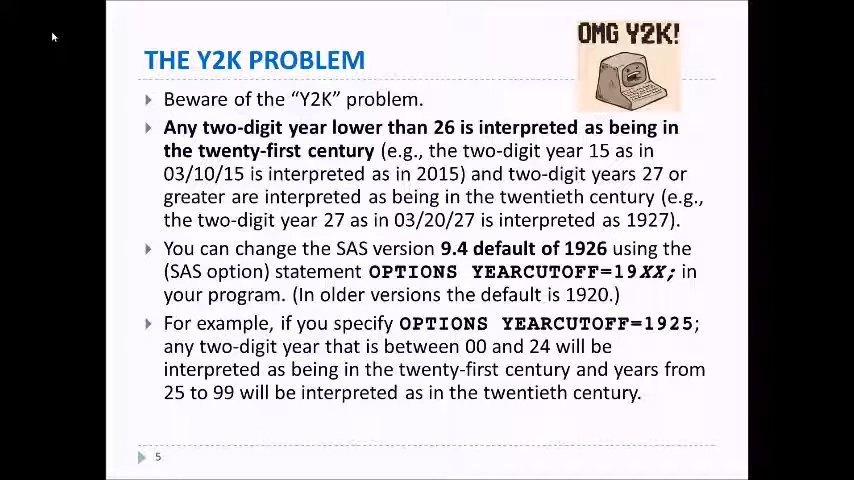 OMG Y2K!
THE Y2K PROBLEM
Beware of the “Y2K” problem.
Any two-digit year lower than 26 is interpreted as being in
the twenty-first century (e.g., the two-digit year 15 as in
03/10/15 is interpreted as in 2015) and two-digit years 27 or
greater are interpreted as being in the twentieth century (e.g.,
the two-digit year 27 as in 03/20/27 is interpreted as 1927).
You can change the SAS version 9.4 default of 1926 using the
(SAS option) statement OPTIONS YEARCUTOFF=19XX; in
your program. (In older versions the default is 1920.)
For example, if you specify OPTIONS YEARCUTOFF=1925;
any two-digit year that is between 00 and 24 will be
interpreted as being in the twenty-first century and years from
25 to 99 will be interpreted as in the twentieth century.
5